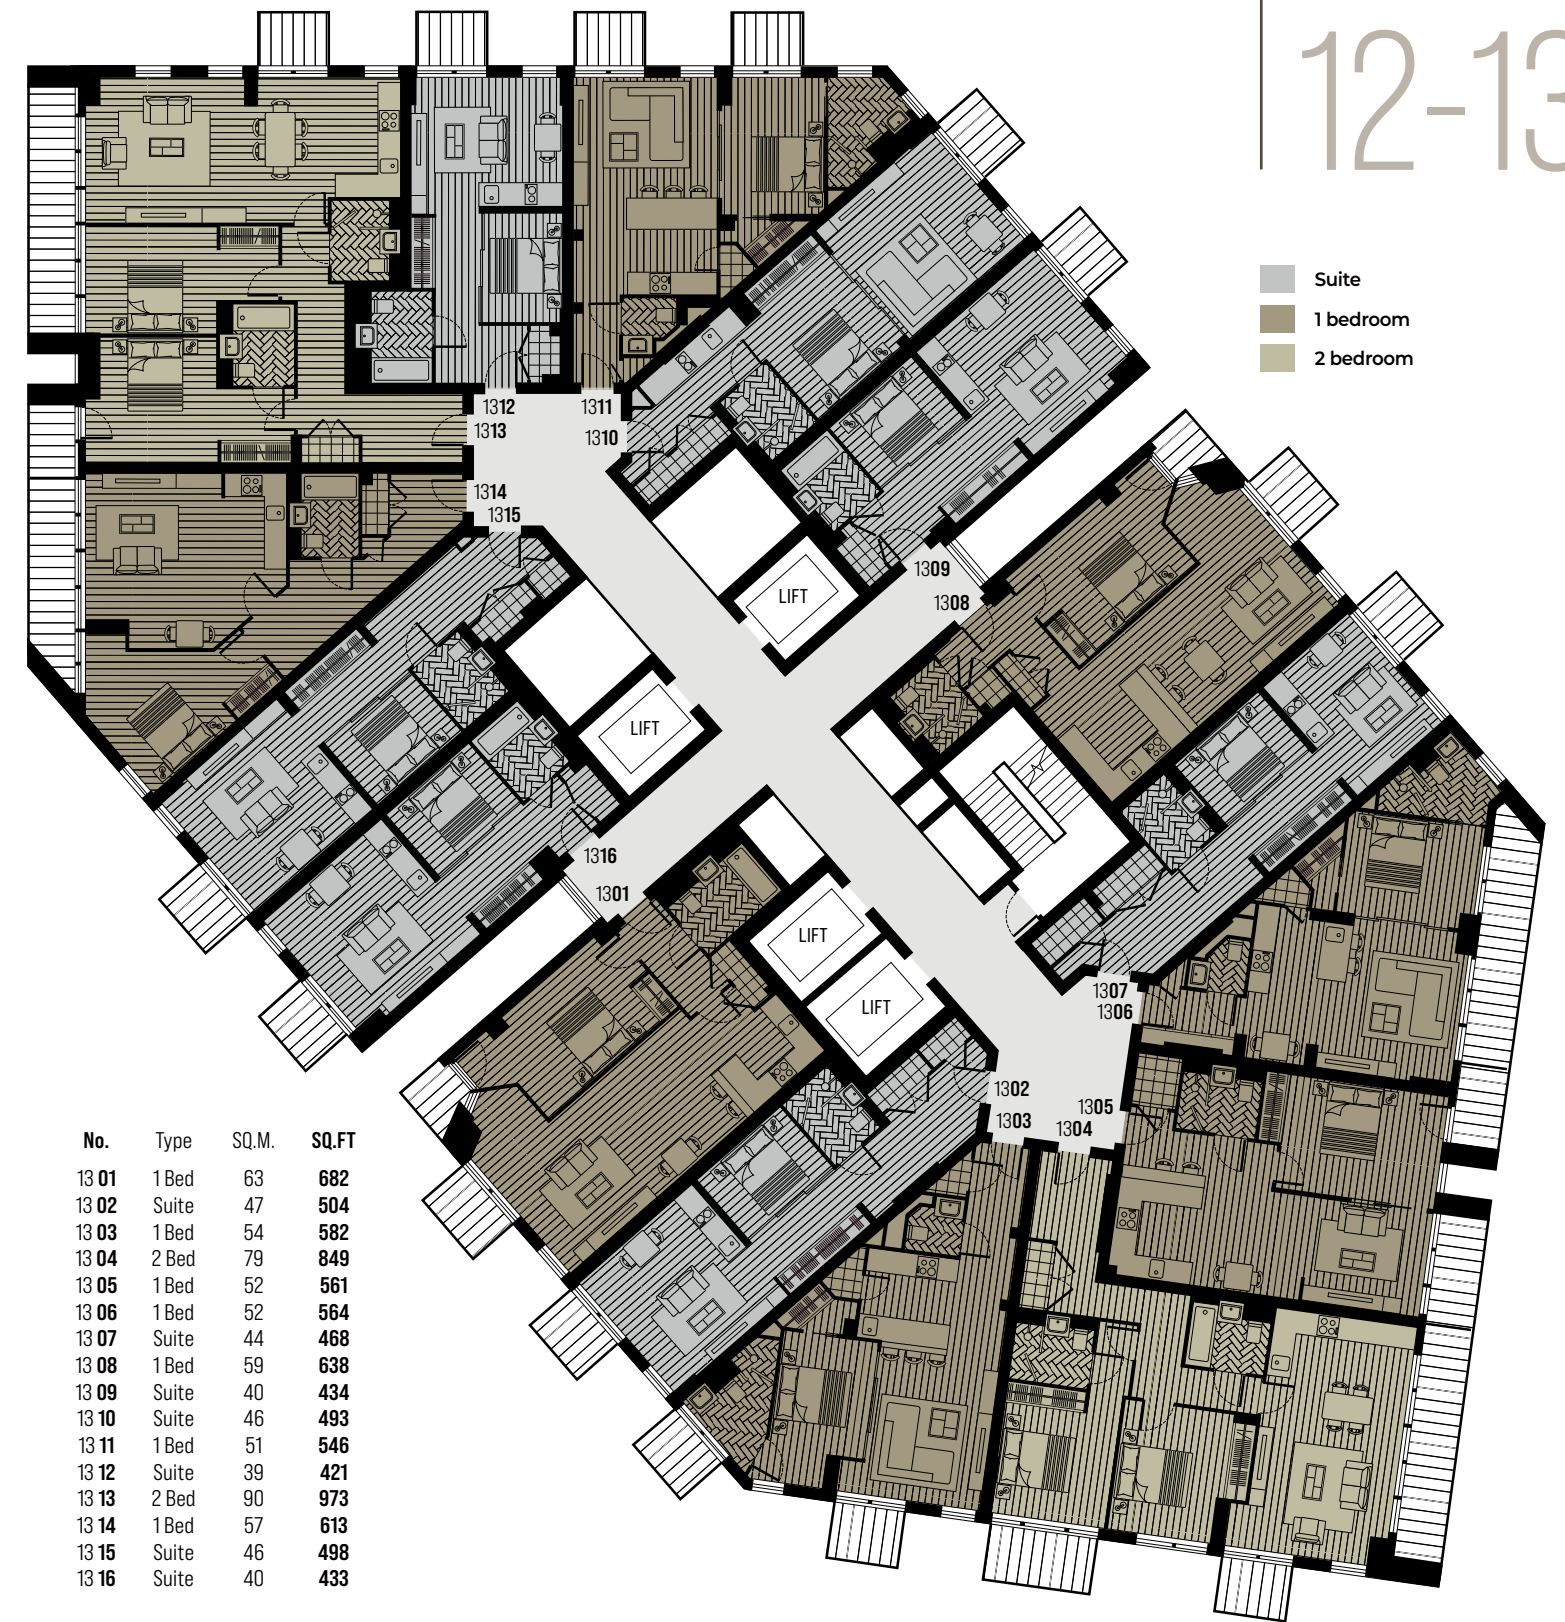 12-13
Suite
1 bedroom
2 bedroom
1312
1311
1313
1310
1314
1315
1309
1308
LIFT
LIFT
1316
1301
LIFT
LIFT
1307
1306
1302
1305
1303
1304
No. Type SQ.M. SQ.FT
13 01 1 Bed 63 682
13 02 Suite 47 504
13 03 1 Bed 54 582
13 04 2 Bed 79 849
13 05 1 Bed 52 561
13 06 1 Bed 52 564
13 07 Suite 44 468
13 08 1 Bed 59 638
13 09 Suite 40 434
13 10 Suite 46 493
13 11 1 Bed 51 546
13 12 Suite 39 421
13 13 2 Bed 90 973
13 14 1 Bed 57 613
13 15 Suite 46 498
13 16 Suite 40 433